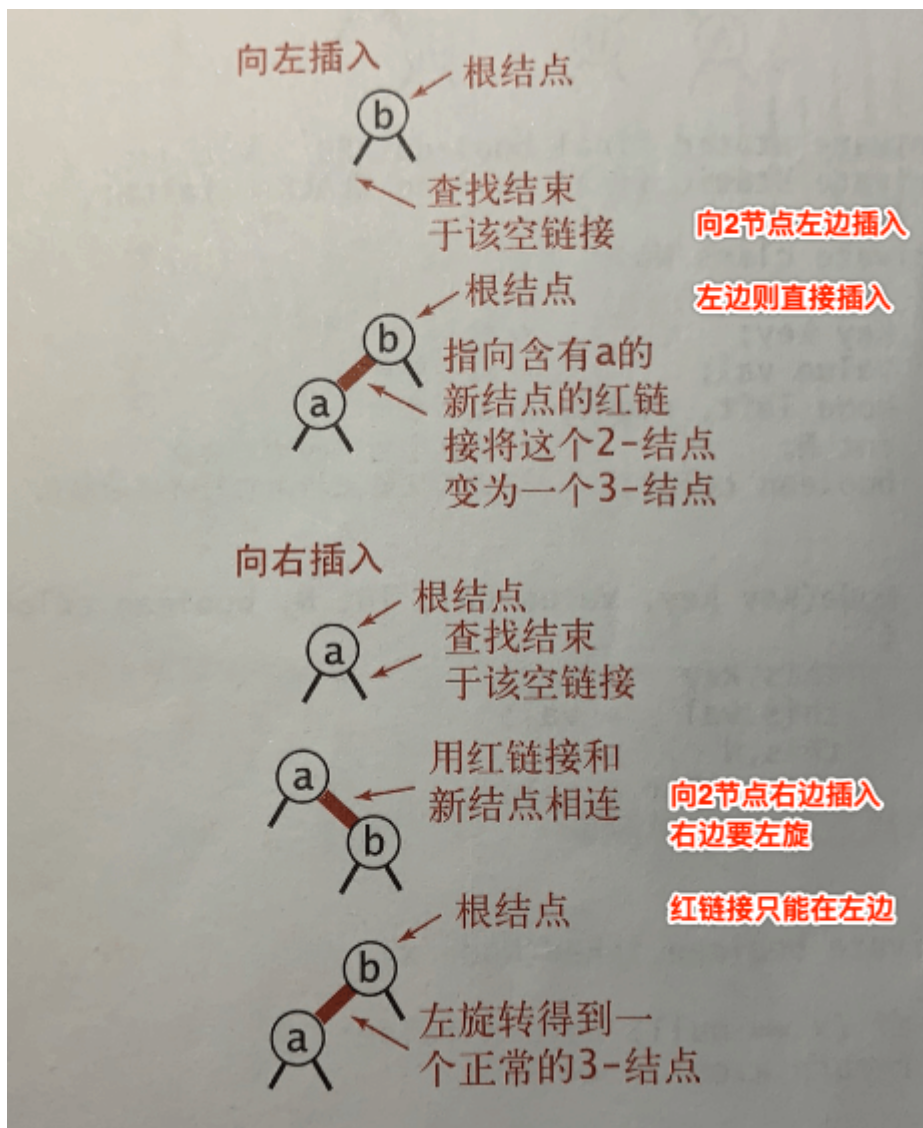 向左插入
根结点
b
查找结束
于该空链接
向2节点左边插入
根结点
左边则直接插入
b
指向含有a的
a
新结点的红链
接将这个2-结点
变为一个3-结点
向右插入
根结点
a
查找结束
于该空链接
a
用红链接和
新结点相连
向2节点右边插入
b
右边要左旋
根结点
红链接只能在左边
b
a
左旋转得到一
个正常的3-结点